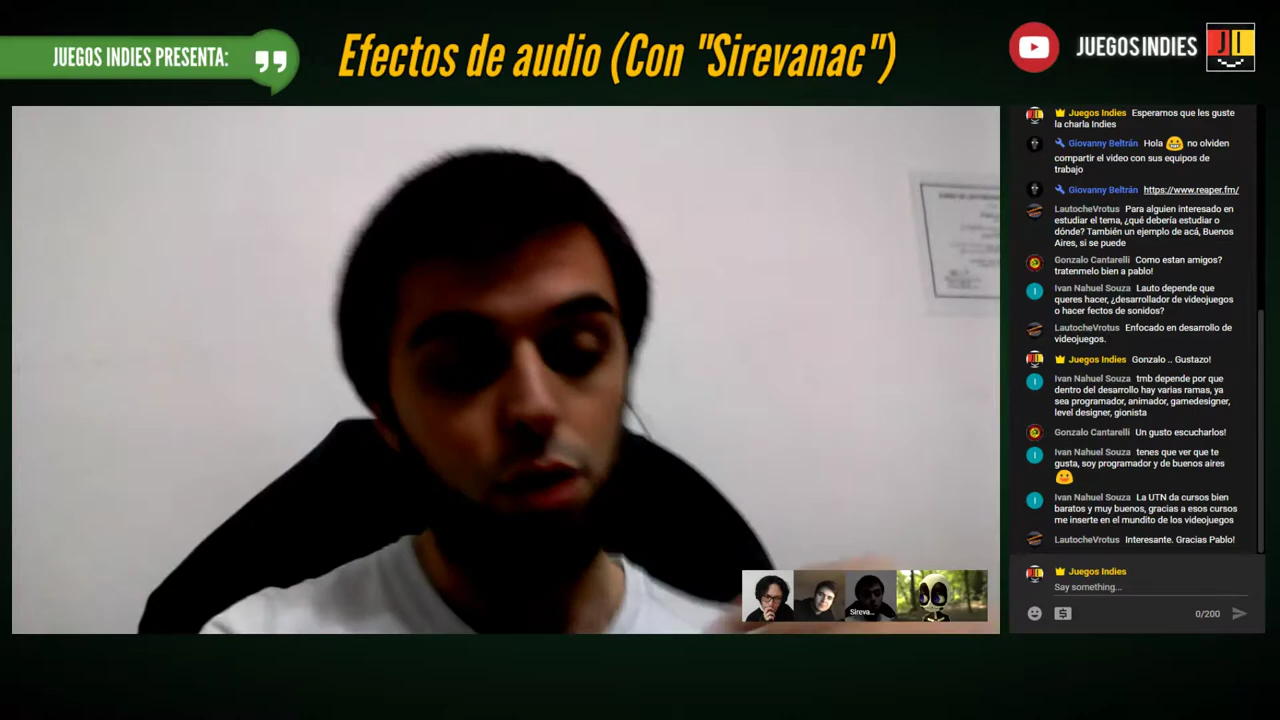 JUEGOS INDIES PRESENTA:
Efectos de audio (Con "Sirevanac")
JUEGOS INDIES
JI
Juegos Indies Esperamos que les guste
la charla Indies
Giovanny Beltrán Hola no olviden
compartir el video con sus equipos de
trabajo
Giovanny Beltrán https://www.reaper.fm/
LautocheVrotus Para alguien interesado en
estudiar el tema, ¿qué debería estudiar o
dónde? También un ejemplo de acá, Buenos
Aires, si se puede
Gonzalo Cantarelli Como estan amigos?
tratenmelo bien a pablo!
I
Ivan Nahuel Souza Lauto depende que
queres hacer, ¿desarrollador de videojuegos
o hacer fectos de sonidos?
LautocheVrotus Enfocado en desarrollo de
videojuegos.
Juegos Indies Gonzalo .. Gustazo!
I
Ivan Nahuel Souza tmb depende por que
dentro del desarrollo hay varias ramas, ya
sea programador, animador, gamedesigner,
level designer, gionista
Gonzalo Cantarelli Un gusto escucharlos!
I
Ivan Nahuel Souza tenes que ver que te
gusta, soy programador y de buenos aires
I
Ivan Nahuel Souza La UTN da cursos bien
baratos y muy buenos, gracias a esos cursos
me inserte en el mundito de los videojuegos
LautocheVrotus Interesante. Gracias Pablo!
Juegos Indies
Say something...
0/200
Sireva...